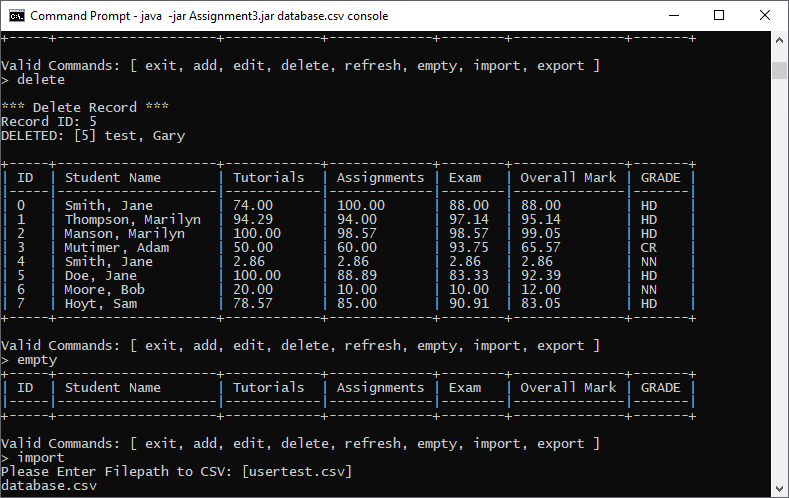 Command Prompt - java  -jar Assignment3.jar database.csv console
+-----+--------------------+------------+-------------+--------+--------------+-------+
Valid Commands: [ exit, add, edit, delete, refresh, empty, import, export ]
> delete
*** Delete Record ***
Record ID: 5
DELETED: [5] test, Gary
+-----+--------------------+------------+-------------+--------+--------------+-------+
| ID  | Student Name       | Tutorials  | Assignments | Exam   | Overall Mark | GRADE |
|-----|--------------------|------------|-------------|--------|--------------|-------|
| 0   | Smith, Jane        | 74.00      | 100.00      | 88.00  | 88.00        | HD    |
| 1   | Thompson, Marilyn  | 94.29      | 94.00       | 97.14  | 95.14        | HD    |
| 2   | Manson, Marilyn    | 100.00     | 98.57       | 98.57  | 99.05        | HD    |
| 3   | Mutimer, Adam      | 50.00      | 60.00       | 93.75  | 65.57        | CR    |
| 4   | Smith, Jane        | 2.86       | 2.86        | 2.86   | 2.86         | NN    |
| 5   | Doe, Jane          | 100.00     | 88.89       | 83.33  | 92.39        | HD    |
| 6   | Moore, Bob         | 20.00      | 10.00       | 10.00  | 12.00        | NN    |
| 7   | Hoyt, Sam          | 78.57      | 85.00       | 90.91  | 83.05        | HD    |
+-----+--------------------+------------+-------------+--------+--------------+-------+
Valid Commands: [ exit, add, edit, delete, refresh, empty, import, export ]
> empty
+-----+--------------------+------------+-------------+--------+--------------+-------+
| ID  | Student Name       | Tutorials  | Assignments | Exam   | Overall Mark | GRADE |
|-----|--------------------|------------|-------------|--------|--------------|-------|
+-----+--------------------+------------+-------------+--------+--------------+-------+
Valid Commands: [ exit, add, edit, delete, refresh, empty, import, export ]
> import
Please Enter Filepath to CSV: [usertest.csv]
database.csv